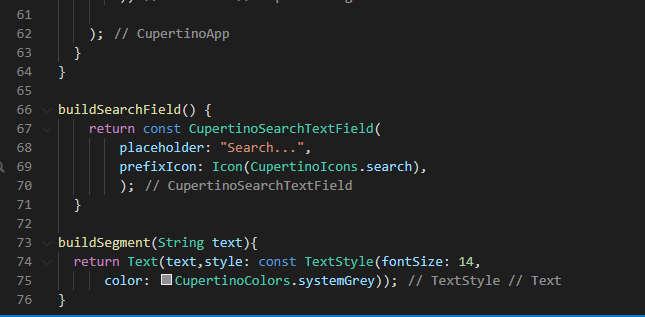 61
62 ); // CupertinoApp
63 }
64 }
65
66 buildSearchField() {
67 return const CupertinoSearchTextField(
68 placeholder: "Search...",
69 prefixIcon: Icon(CupertinoIcons.search),
70 ); // CupertinoSearchTextField
71 }
72
73 buildSegment(String text){
74 return Text(text,style: const TextStyle(fontSize: 14,
75 color: CupertinoColors.systemGrey)); // TextStyle // Text
76 }